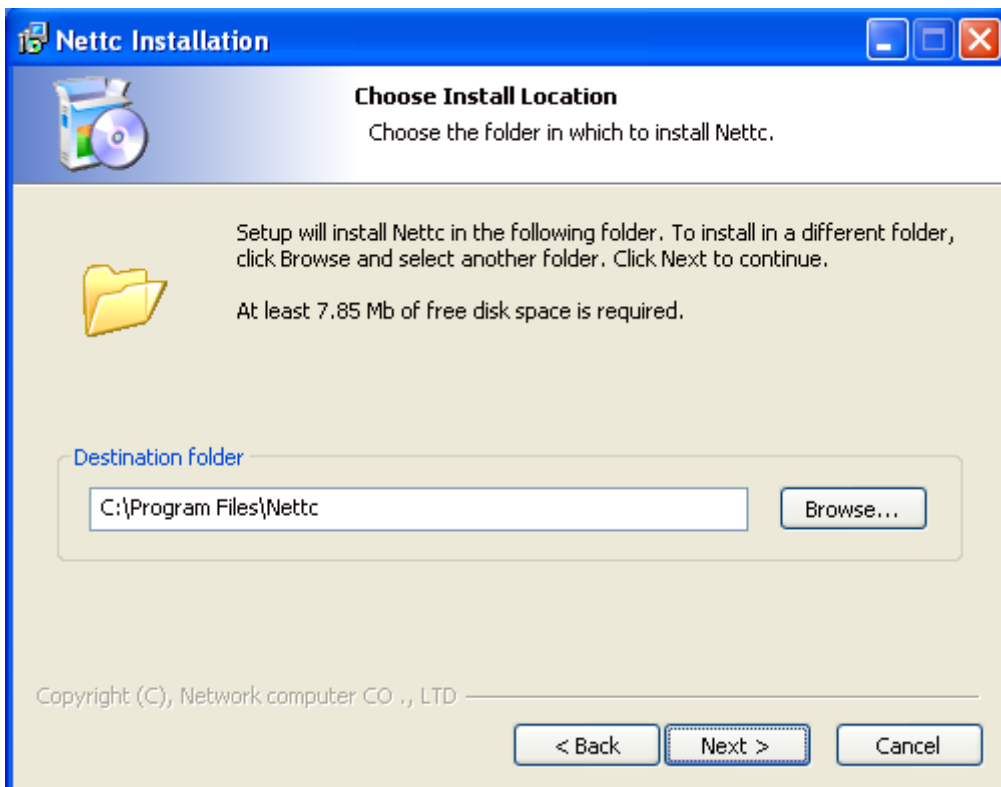 Nettc Installation
Choose Install Location
Choose the folder in which to install Nettc.
Setup will install Nettc in the following folder. To install in a different folder,
click Browse and select another folder. Click Next to continue.
At least 7.85 Mb of free disk space is required.
Destination folder
C:\Program Files\Nettc
Browse...
Copyright (C), Network computer CO ., LTD
< Back
Next >
Cancel